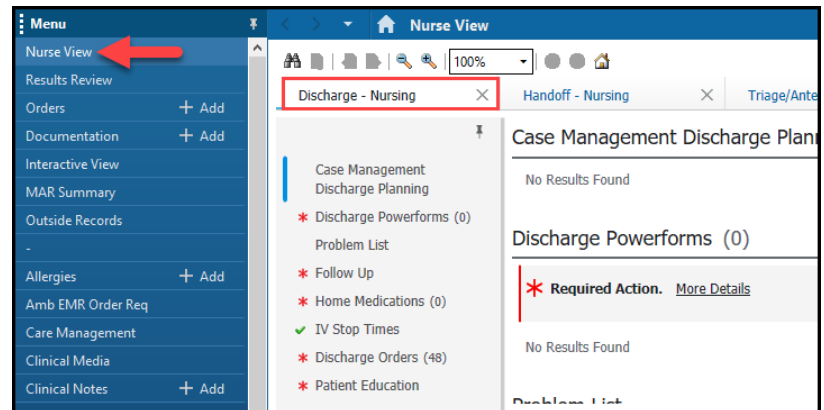 Menu
Nurse View
Nurse View
Results Review
Orders + Add
Documentation + Add
Interactive View
MAR Summary
Outside Records
-
Allergies + Add
Amb EMR Order Req
Care Management
Clinical Media
Clinical Notes + Add
100%
Discharge - Nursing
Handoff - Nursing
Triage/Ante
Case Management
Discharge Planning
Discharge Powerforms (0)
Problem List
Follow Up
Home Medications (0)
IV Stop Times
Discharge Orders (48)
Patient Education
Case Management Discharge Plan
No Results Found
Discharge Powerforms (0)
Required Action. More Details
No Results Found
Problem List